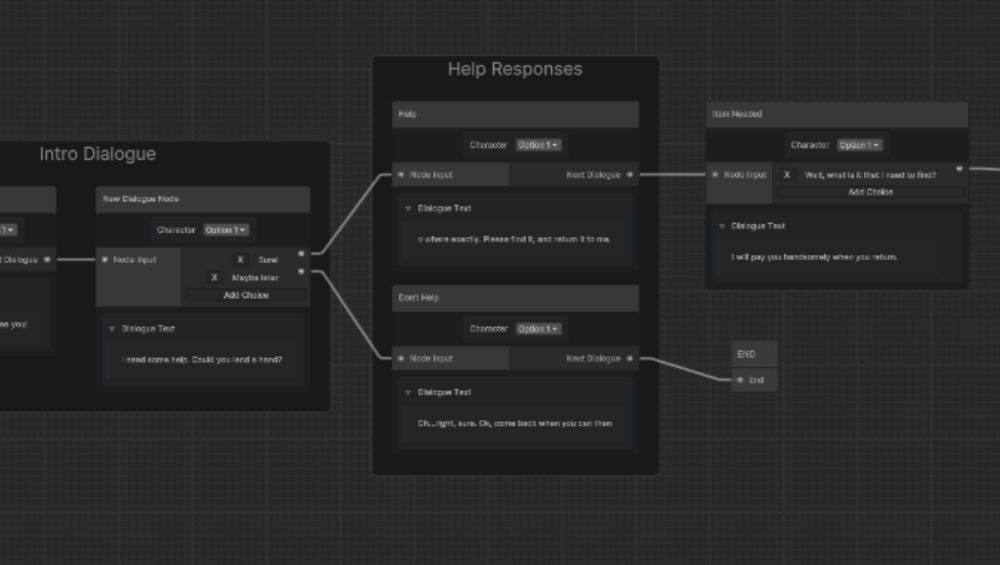 Intro Dialogue
1
t Dialogue
ee you!
New Dialogue Node
Character Option 1
Node Input X Sure!
X Maybe later
Add Choice
Dialogue Text
I need some help. Could you lend a hand?
Help Responses
Help
Character Option 1
Node Input Next Dialogue
Dialogue Text
v where exactly. Please find it, and return it to me.
Don't Help
Character Option 1
Node Input Next Dialogue
Dialogue Text
Oh...right, sure. Ok, come back when you can then
Item Needed
Character Option 1
Node Input X Wait, what is it that I need to find?
Add Choice
Dialogue Text
I will pay you handsomely when you return.
END
End